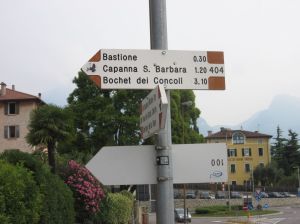 Bastione 0.30
Capanna S. Barbara 1.20 404
Bochet dei Concoli 3.10
001